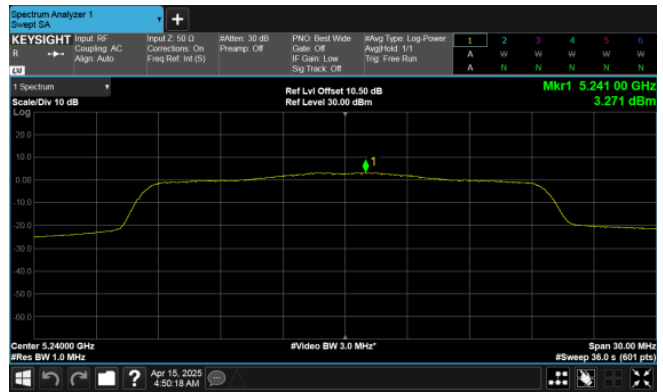 Spectrum Analyzer 1
Swept SA
+
KEYSIGHT Input: RF Input Z: 50 Ω #Atten: 30 dB PNO: Best Wide #Avg Type: Log-Power 1 2 3 4 5 6
R Coupling: AC Corrections: On Preamp: Off Gate: Off Avg|Hold: 1/1 A W W W W W
Align: Auto Freq Ref: Int (S) IF Gain: Low Trig: Free Run
LXI Sig Track: Off A N N N N N
1 Spectrum Ref Lvl Offset 10.50 dB Mkr1 5.241 00 GHz
Scale/Div 10 dB Ref Level 30.00 dBm 3.271 dBm
Log
20.0
10.0
1
0.00
-10.0
-20.0
-30.0
-40.0
-50.0
-60.0
Center 5.24000 GHz #Video BW 3.0 MHz* Span 30.00 MHz
#Res BW 1.0 MHz #Sweep 36.0 s (601 pts)
? Apr 15, 2025
4:50:18 AM